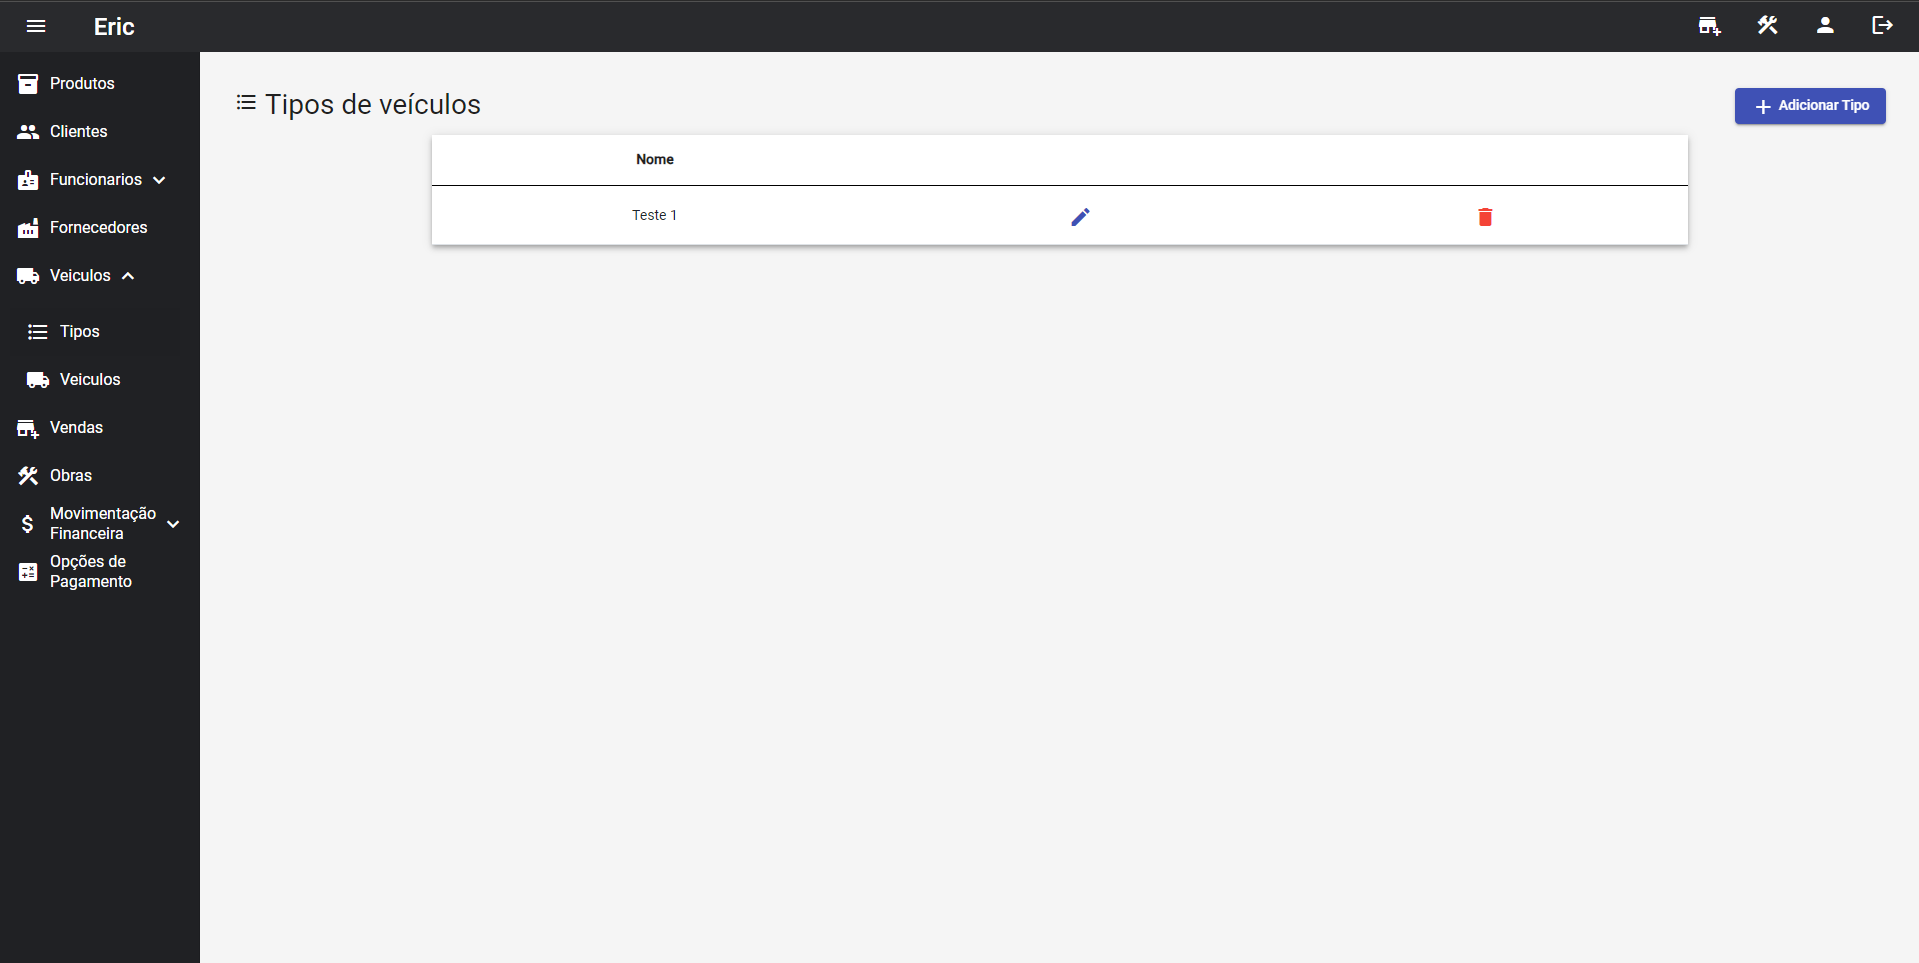 Eric
Produtos
Clientes
Funcionarios
Fornecedores
Veiculos
Tipos
Veiculos
Vendas
Obras
Movimentação
Financeira
Opções de
Pagamento
Tipos de veículos
Adicionar Tipo
Nome
Teste 1